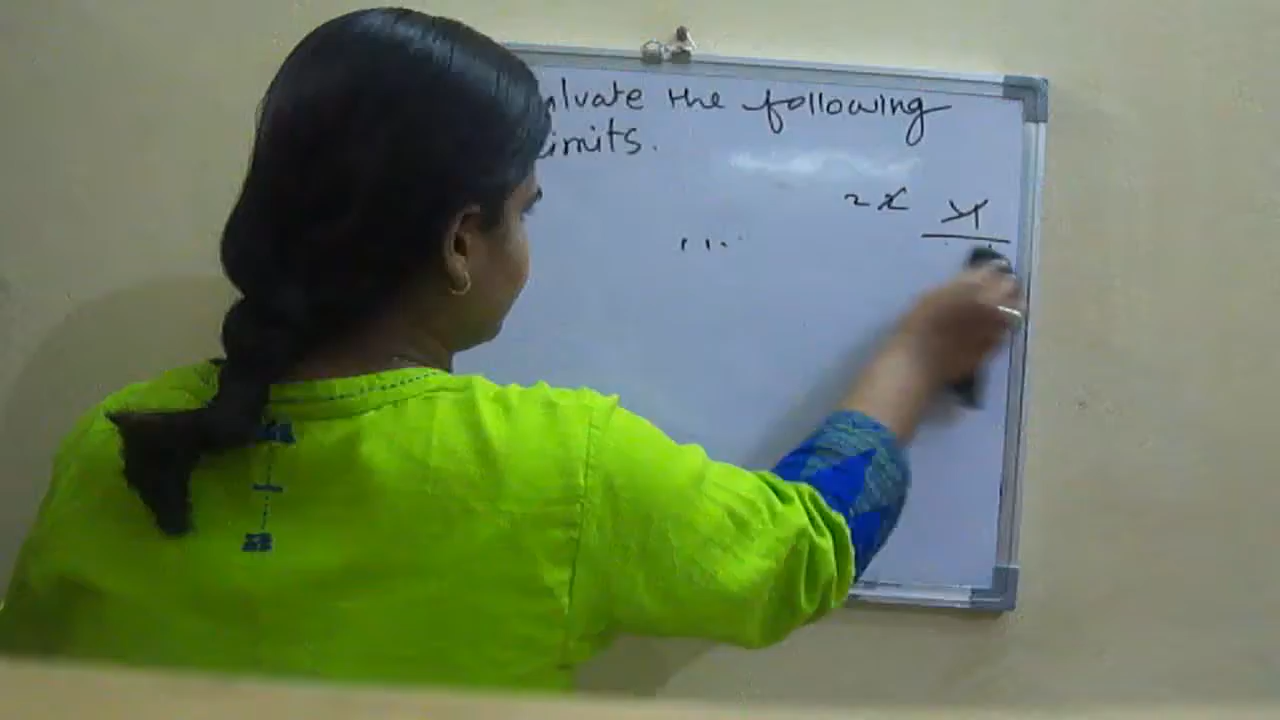 alvate the following
limits.
2x